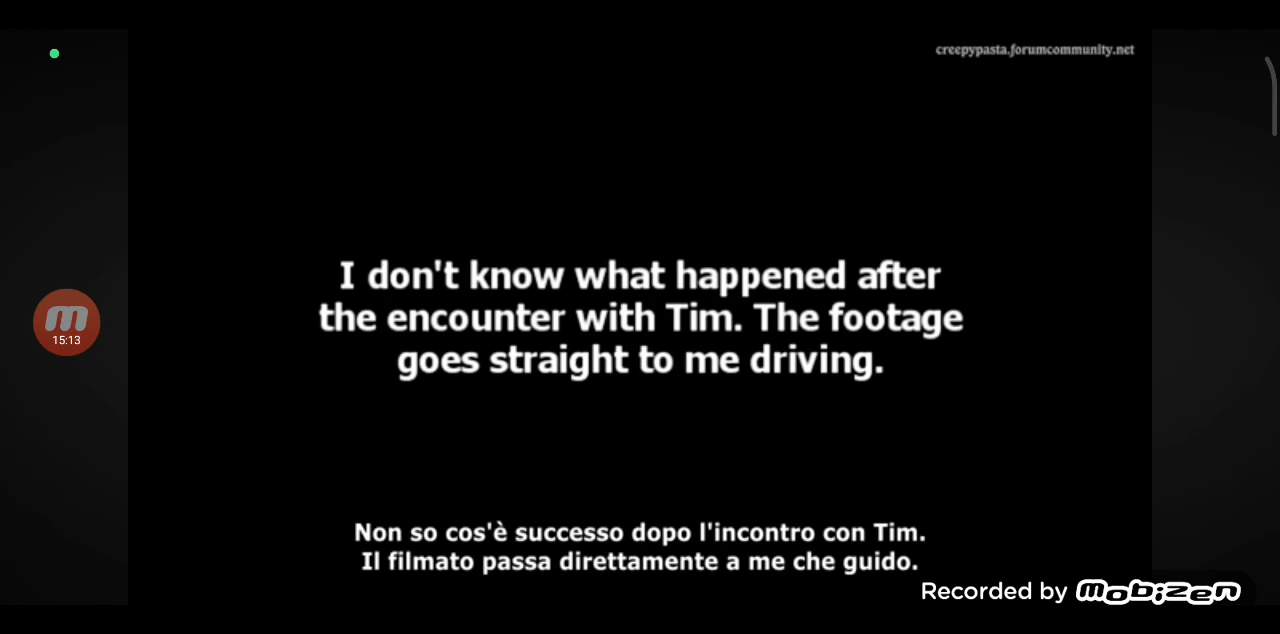 creepypasta.forumcommunity.net
I don't know what happened after
the encounter with Tim. The footage
goes straight to me driving.
15:13
Non so cos'è successo dopo l'incontro con Tim.
Il filmato passa direttamente a me che guido.
Recorded by mobizen